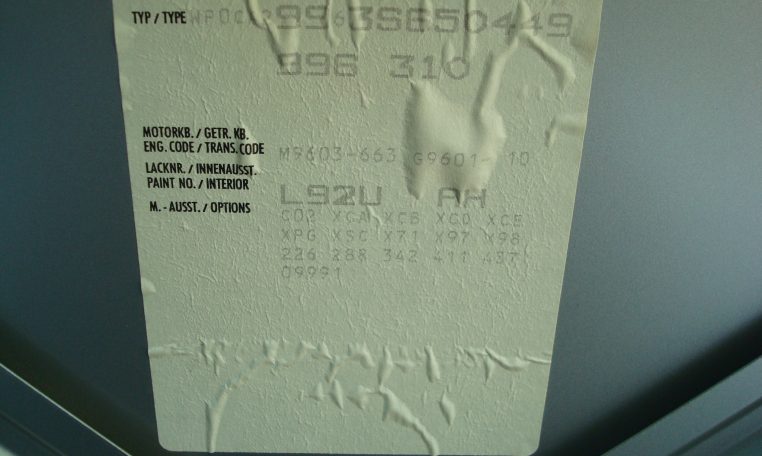 TYP / TYPE WP0CA2993S650449
996 310
MOTORKB. / GETR. KB.
ENG. CODE / TRANS. CODE M9603-663 G9601- 10
LACKNR. / INNENAUSST.
PAINT NO. / INTERIOR L92U AH
M. - AUSST. / OPTIONS C02 XCA XCB XCD XCE
XPG XSC X71 X97 X98
226 288 342 411 437
09991